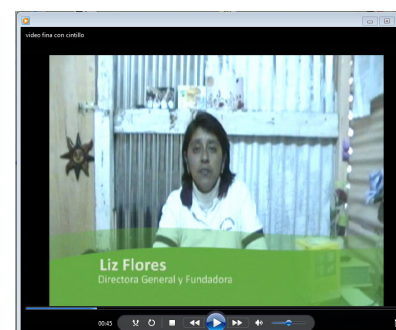 video fina con cintillo
Liz Flores
Directora General y Fundadora
00:45